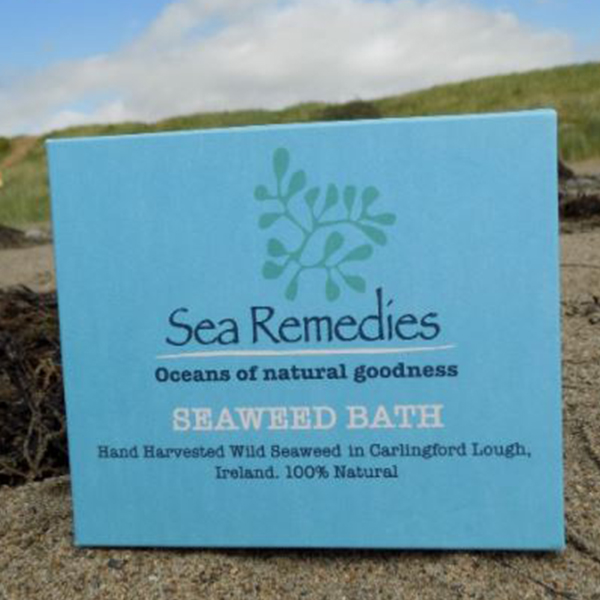 Sea Remedies
Oceans of natural goodness
SEAWEED BATH
Hand Harvested Wild Seaweed in Carlingford Lough,
Ireland. 100% Natural